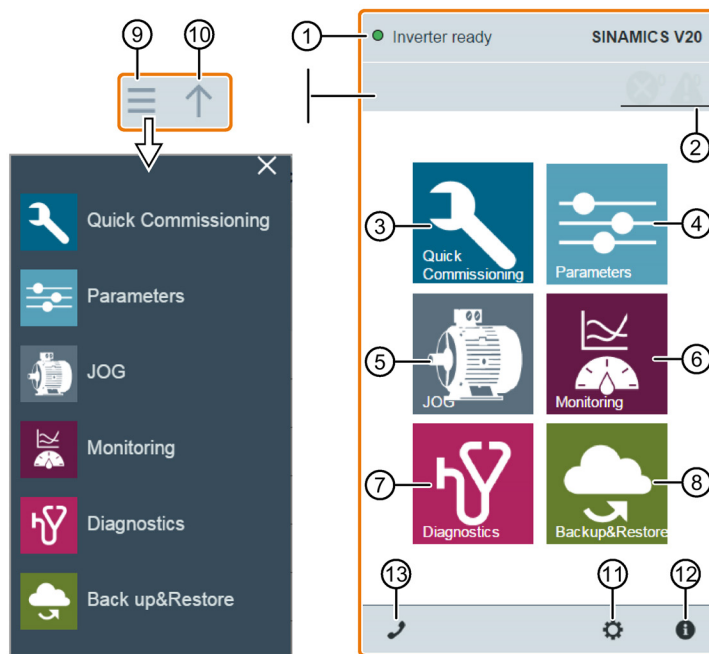 9
10
Quick Commissioning
Parameters
JOG
Monitoring
Diagnostics
Back up&Restore
1
Inverter ready SINAMICS V20
2
3
Quick
Commissioning
4
Parameters
5
JOG
6
Monitoring
7
Diagnostics
8
Backup&Restore
13
11
12